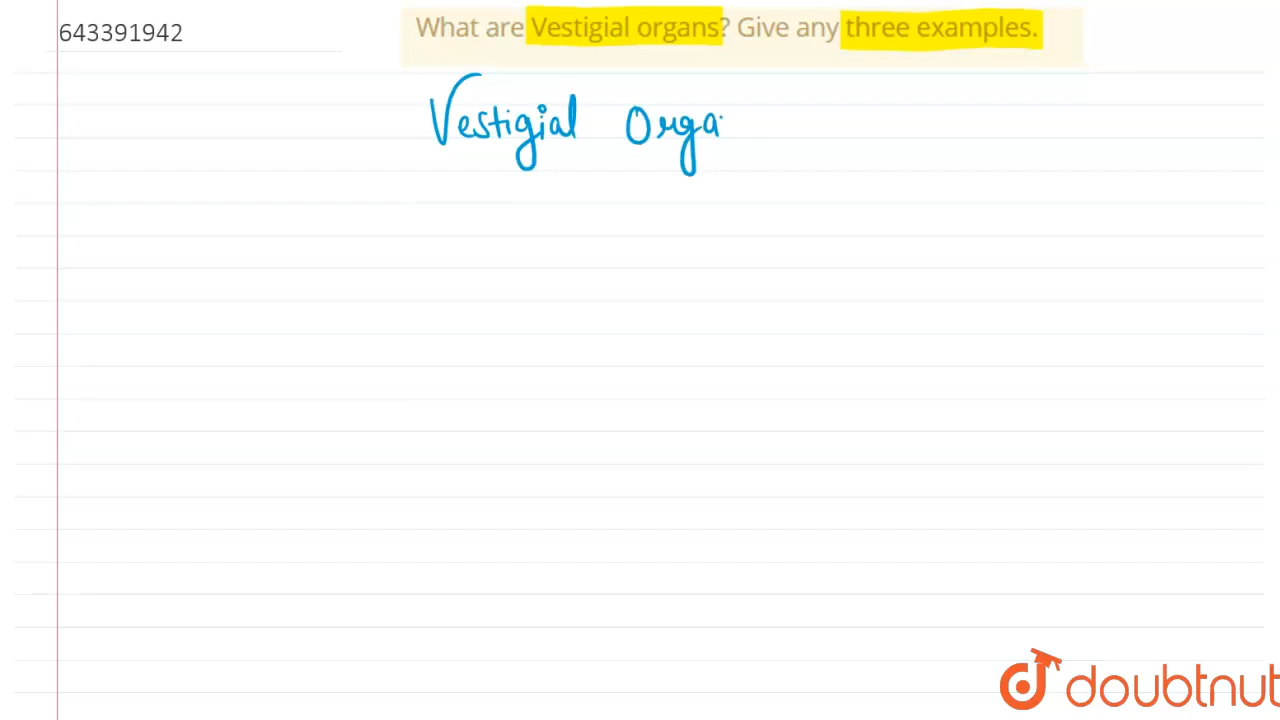 643391942
What are Vestigial organs? Give any three examples.
Vestigial Orga
doubtnut